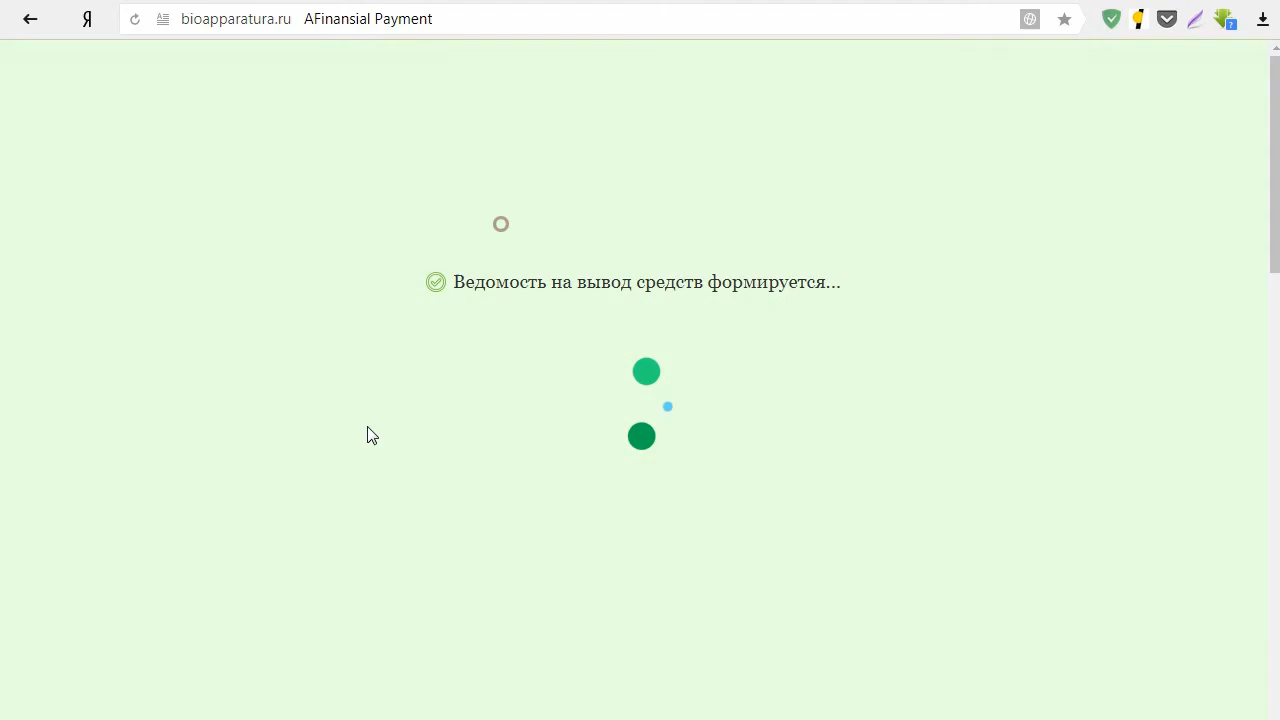 Я bioapparatura.ru AFinansial Payment
Ведомость на вывод средств формируется...